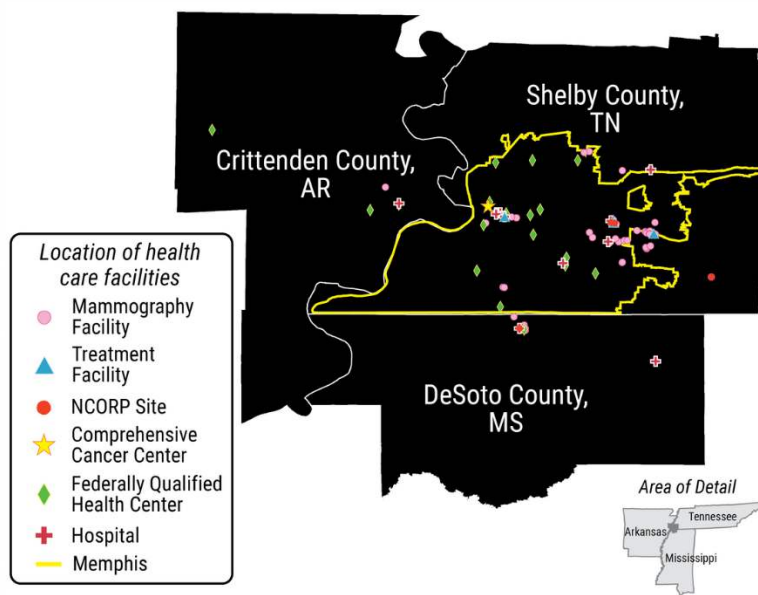 Shelby County,
TN
Crittenden County,
AR
DeSoto County,
MS
Location of health
care facilities
Mammography
Facility
Treatment
Facility
NCORP Site
Comprehensive
Cancer Center
Federally Qualified
Health Center
Hospital
Memphis
Area of Detail
Tennessee
Arkansas
Mississippi